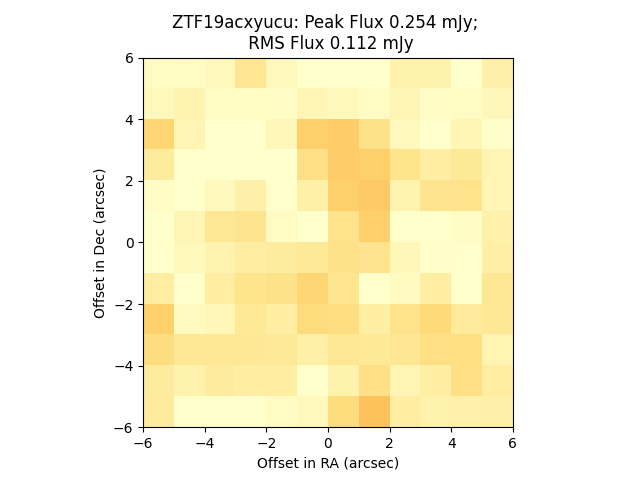 ZTF19acxyucu: Peak Flux 0.254 mJy;
RMS Flux 0.112 mJy
6
4
2
0
−2
−4
−6
Offset in Dec (arcsec)
−6 −4 −2 0 2 4 6
Offset in RA (arcsec)